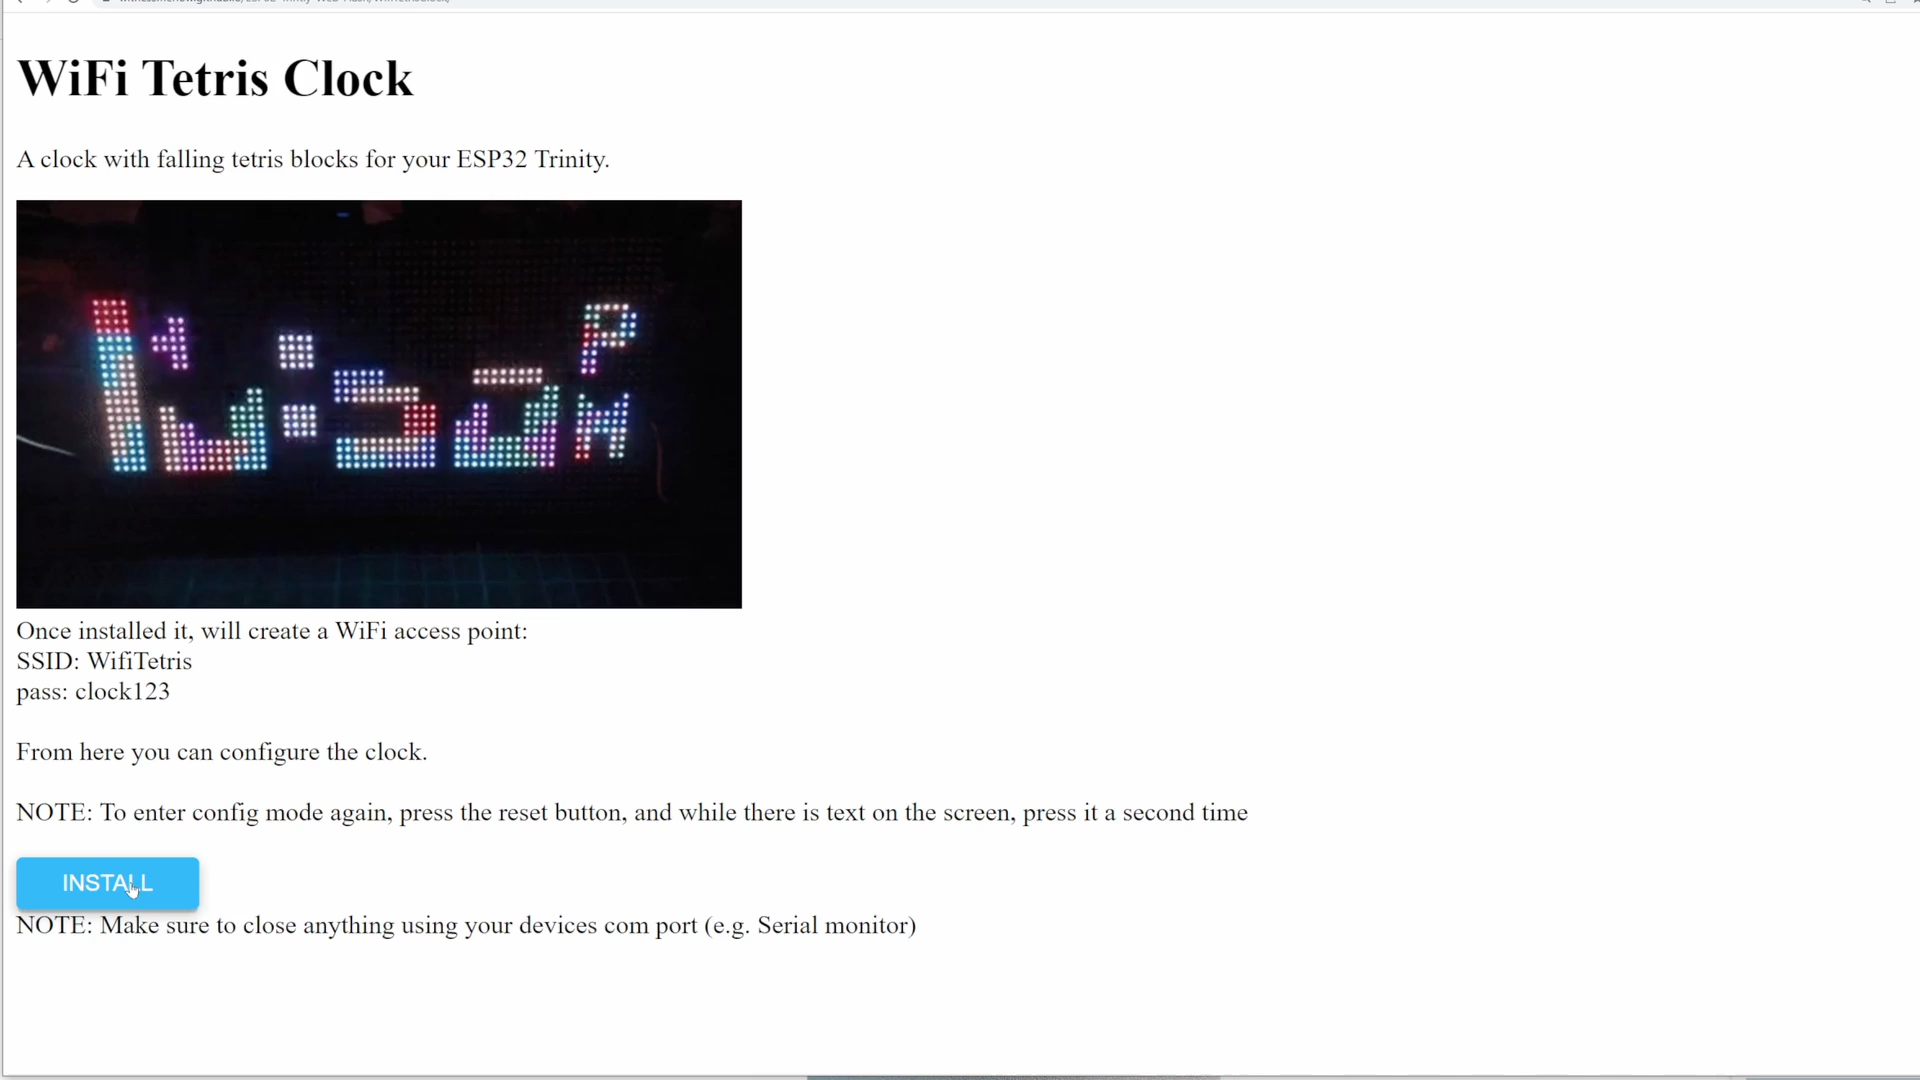 WiFi Tetris Clock
A clock with falling tetris blocks for your ESP32 Trinity.
P
M
Once installed it, will create a WiFi access point:
SSID: WifiTetris
pass: clock123
From here you can configure the clock.
NOTE: To enter config mode again, press the reset button, and while there is text on the screen, press it a second time
INSTALL
NOTE: Make sure to close anything using your devices com port (e.g. Serial monitor)